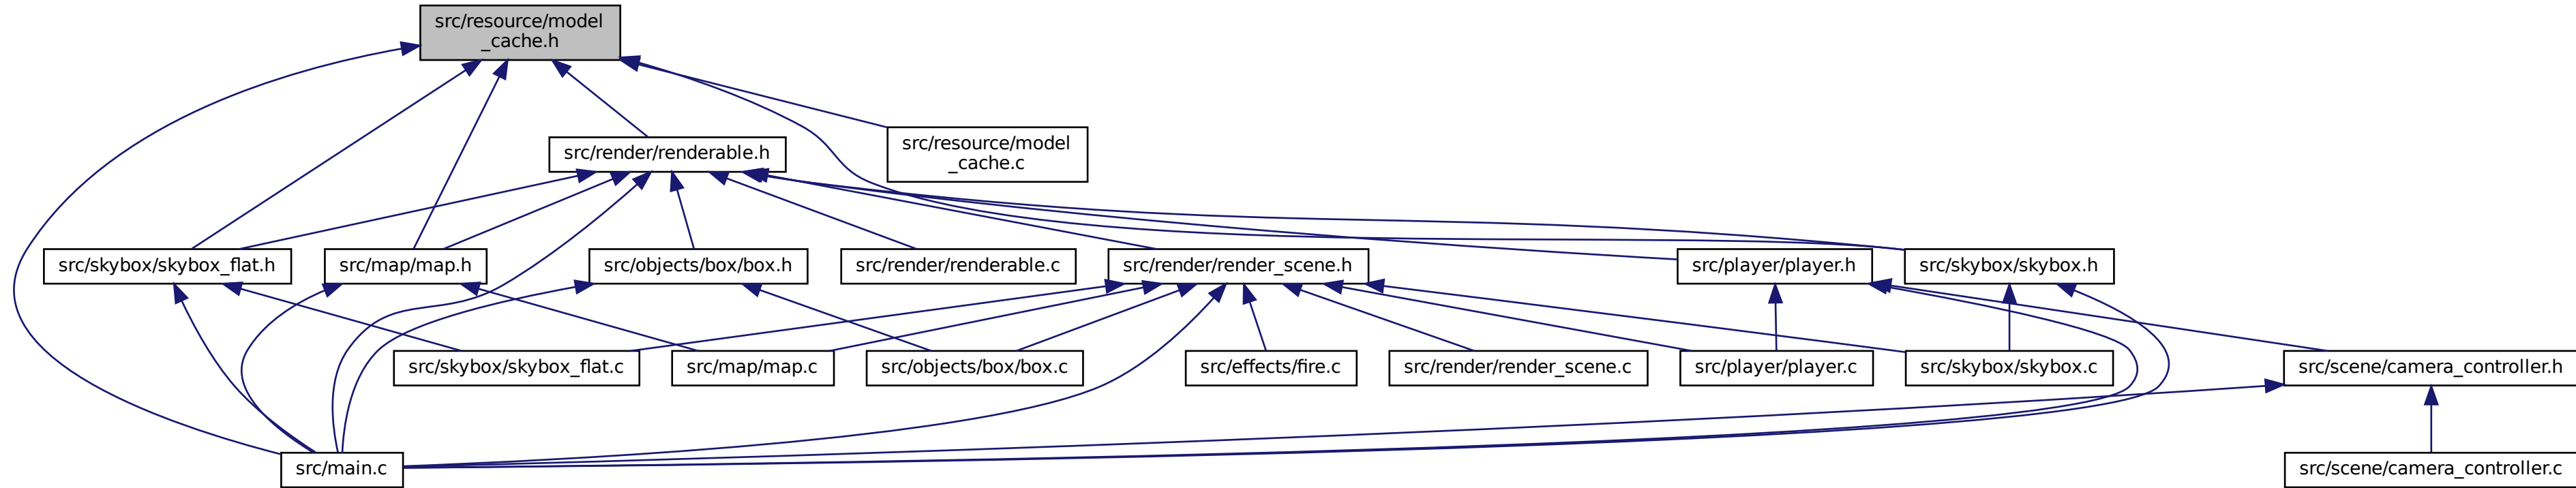 src/resource/model
_cache.h
src/render/renderable.h
src/resource/model
_cache.c
src/skybox/skybox_flat.h
src/map/map.h
src/objects/box/box.h
src/render/renderable.c
src/render/render_scene.h
src/player/player.h
src/skybox/skybox.h
src/skybox/skybox_flat.c
src/map/map.c
src/objects/box/box.c
src/effects/fire.c
src/render/render_scene.c
src/player/player.c
src/skybox/skybox.c
src/scene/camera_controller.h
src/main.c
src/scene/camera_controller.c